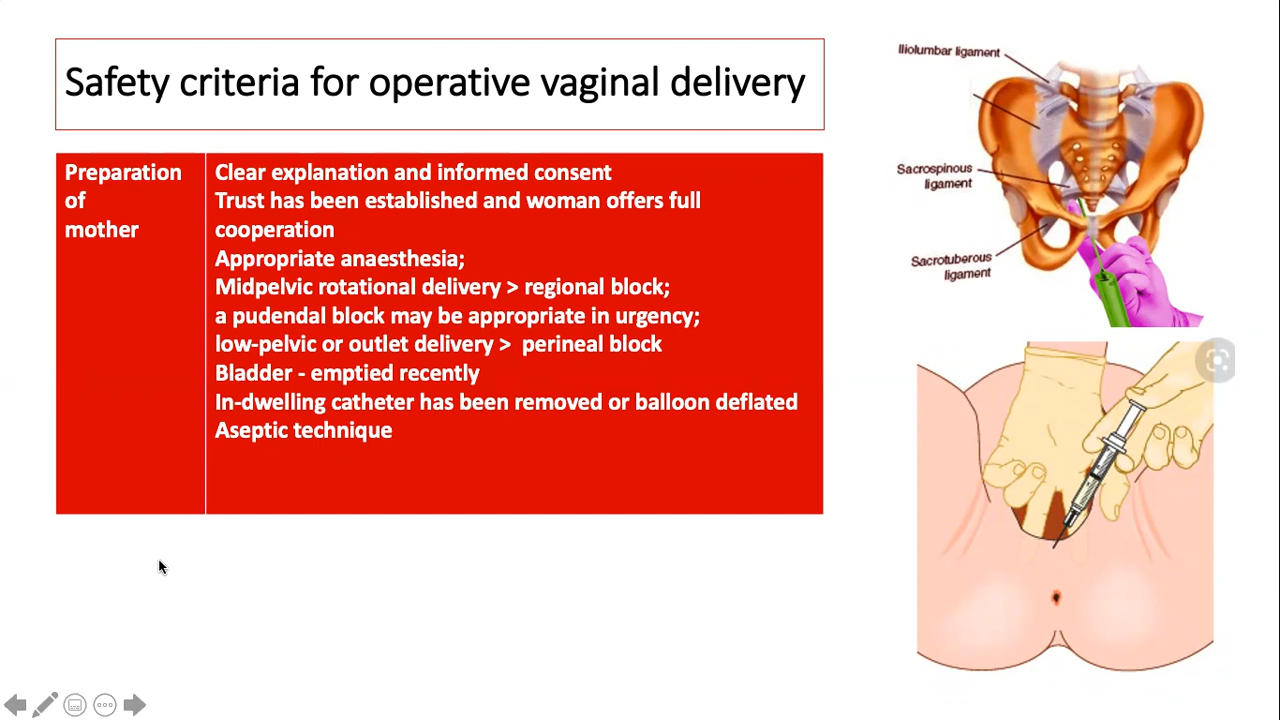 Safety criteria for operative vaginal delivery
Preparation
of
mother
Clear explanation and informed consent
Trust has been established and woman offers full
cooperation
Appropriate anaesthesia;
Midpelvic rotational delivery > regional block;
a pudendal block may be appropriate in urgency;
low-pelvic or outlet delivery > perineal block
Bladder - emptied recently
In-dwelling catheter has been removed or balloon deflated
Aseptic technique
Iliolumbar ligament
Sacrospinous
ligament
Sacrotuberous
ligament